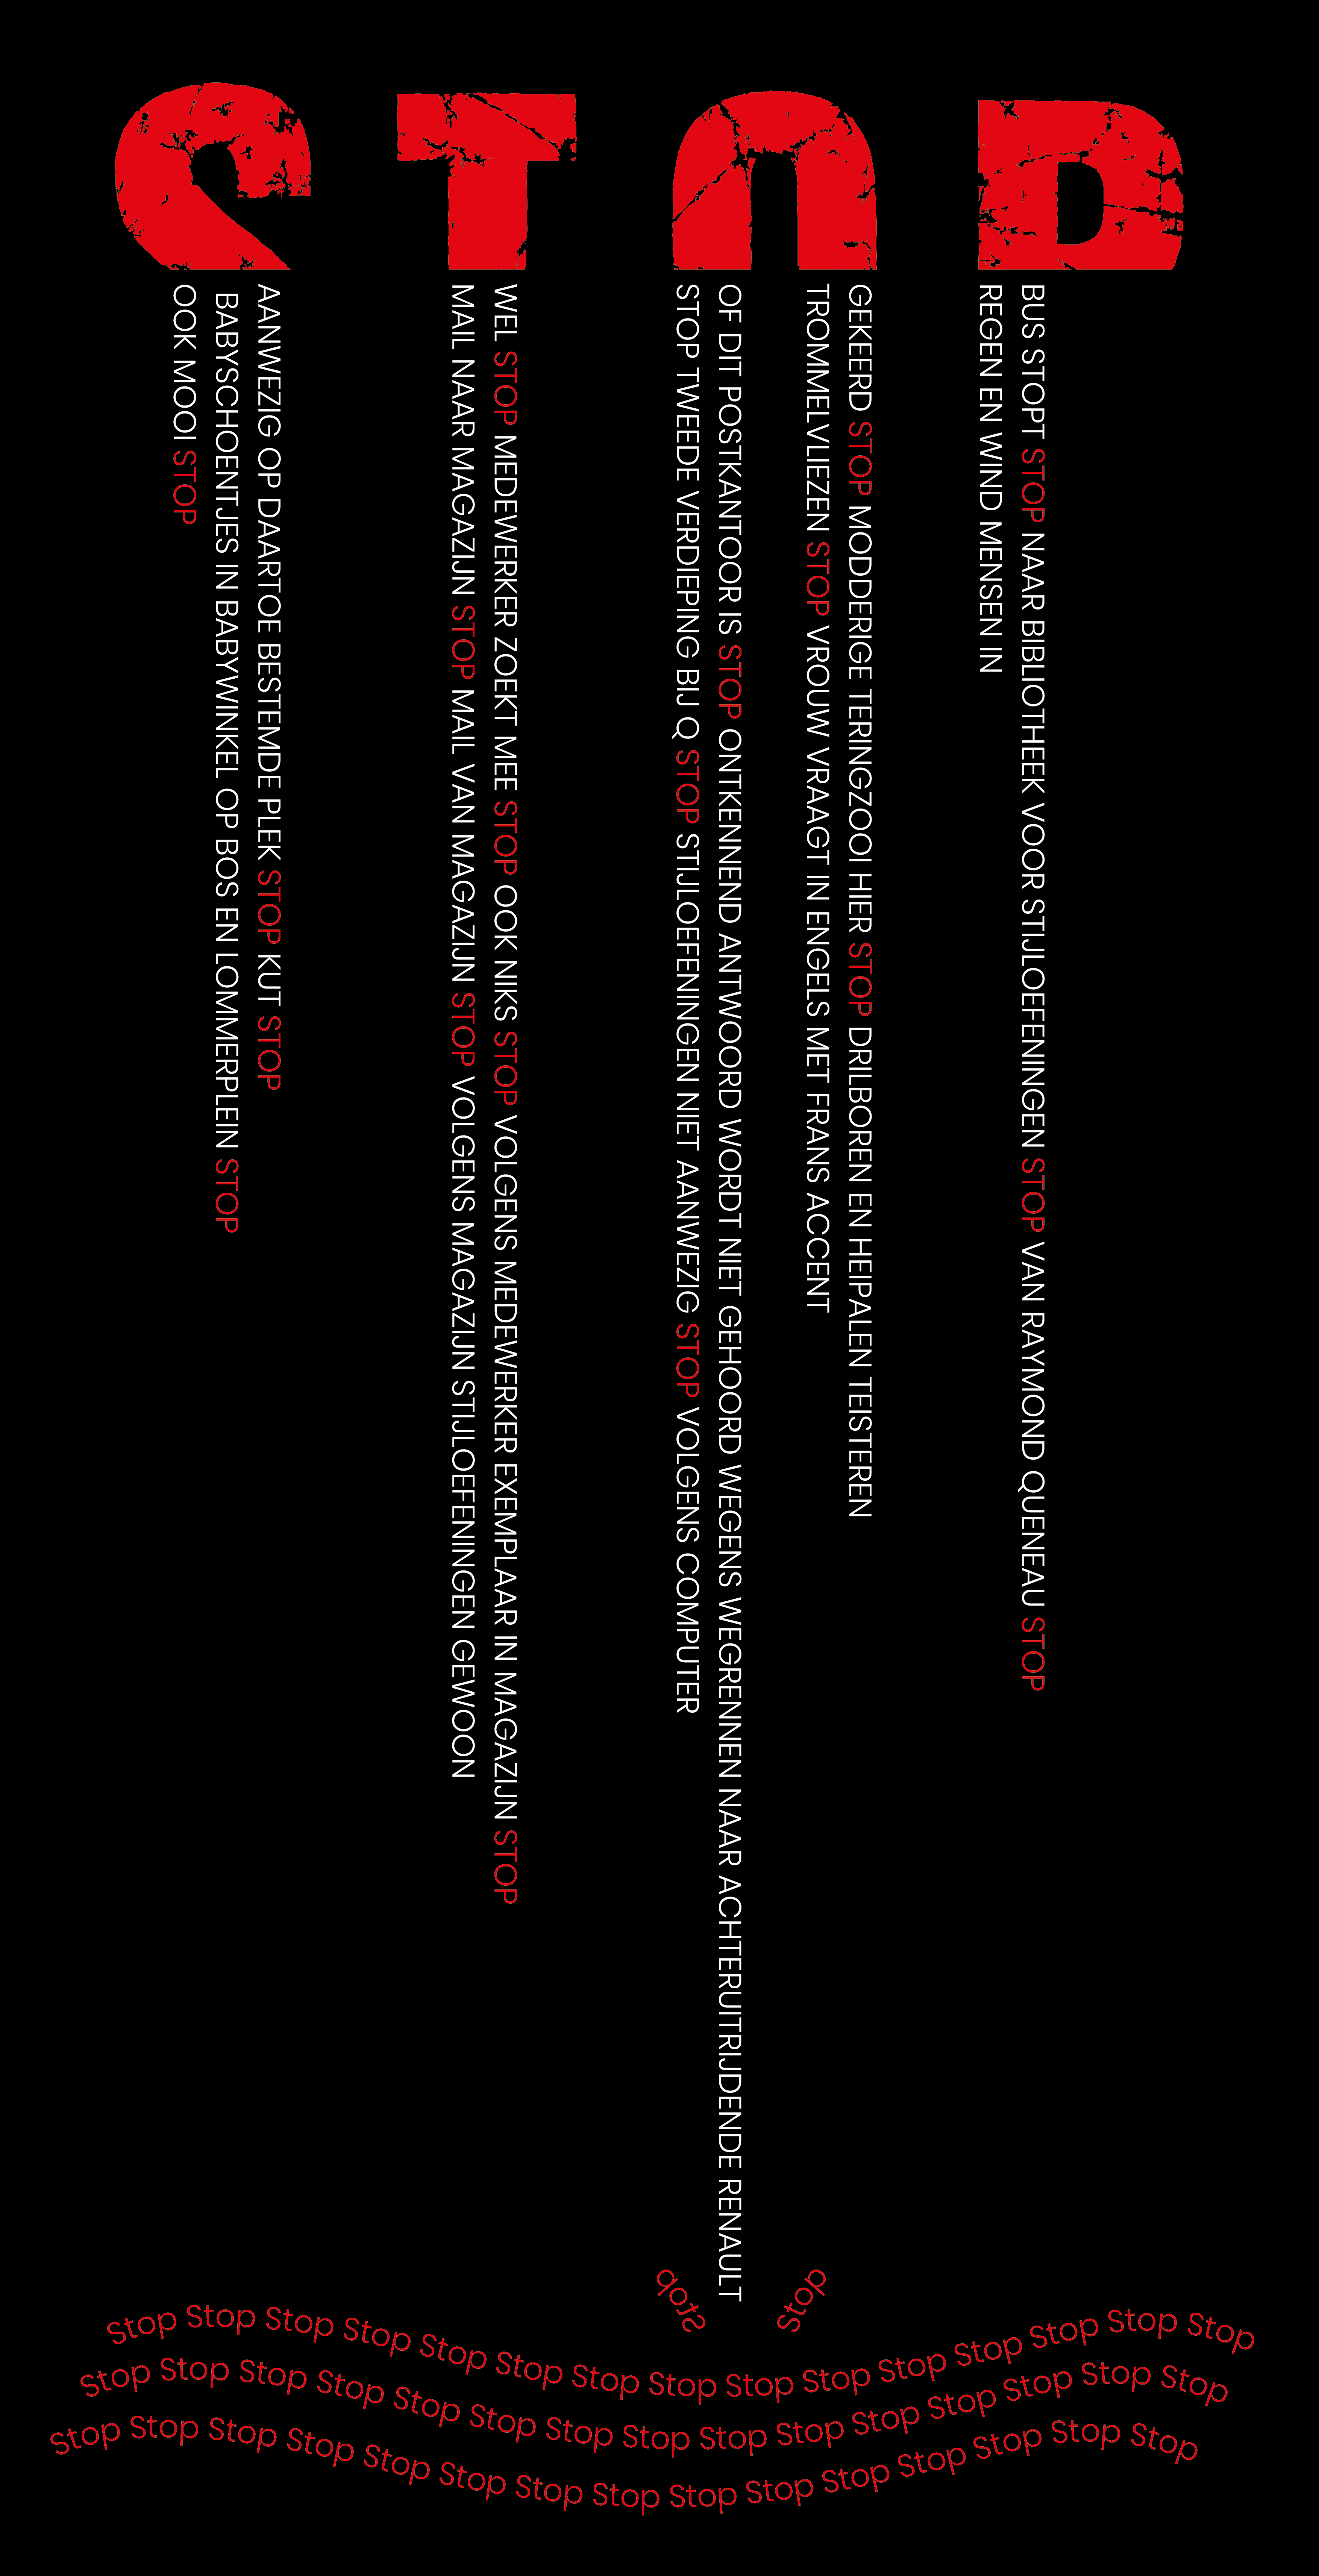 STOP
BUS STOPT STOP NAAR BIBLIOTHEEK VOOR STIJLOEFENINGEN STOP VAN RAYMOND QUENEAU STOP
REGEN EN WIND MENSEN IN
GEKEERD STOP MODDERIGE TERINGZOOI HIER STOP DRILBOREN EN HEIPALEN TEISTEREN
TROMMELVLIEZEN STOP VROUW VRAAGT IN ENGELS MET FRANS ACCENT
OF DIT POSTKANTOOR IS STOP ONTKENNEND ANTWOORD WORDT NIET GEHOORD WEGENS WEGRENNEN NAAR ACHTERUITRIJDENDE RENAULT
STOP TWEEDE VERDIEPING BIJ Q STOP STIJLOEFENINGEN NIET AANWEZIG STOP VOLGENS COMPUTER
WEL STOP MEDEWERKER ZOEKT MEE STOP OOK NIKS STOP VOLGENS MEDEWERKER EXEMPLAAR IN MAGAZIJN STOP
MAIL NAAR MAGAZIJN STOP MAIL VAN MAGAZIJN STOP VOLGENS MAGAZIJN STIJLOEFENINGEN GEWOON
AANWEZIG OP DAARTOE BESTEMDE PLEK STOP KUT STOP
BABYSCHOENTJES IN BABYWINKEL OP BOS EN LOMMERPLEIN STOP
OOK MOOI STOP
Stop
Stop
Stop Stop Stop Stop Stop Stop Stop Stop Stop Stop Stop Stop Stop Stop Stop
Stop Stop Stop Stop Stop Stop Stop Stop Stop Stop Stop Stop Stop Stop Stop
Stop Stop Stop Stop Stop Stop Stop Stop Stop Stop Stop Stop Stop Stop Stop